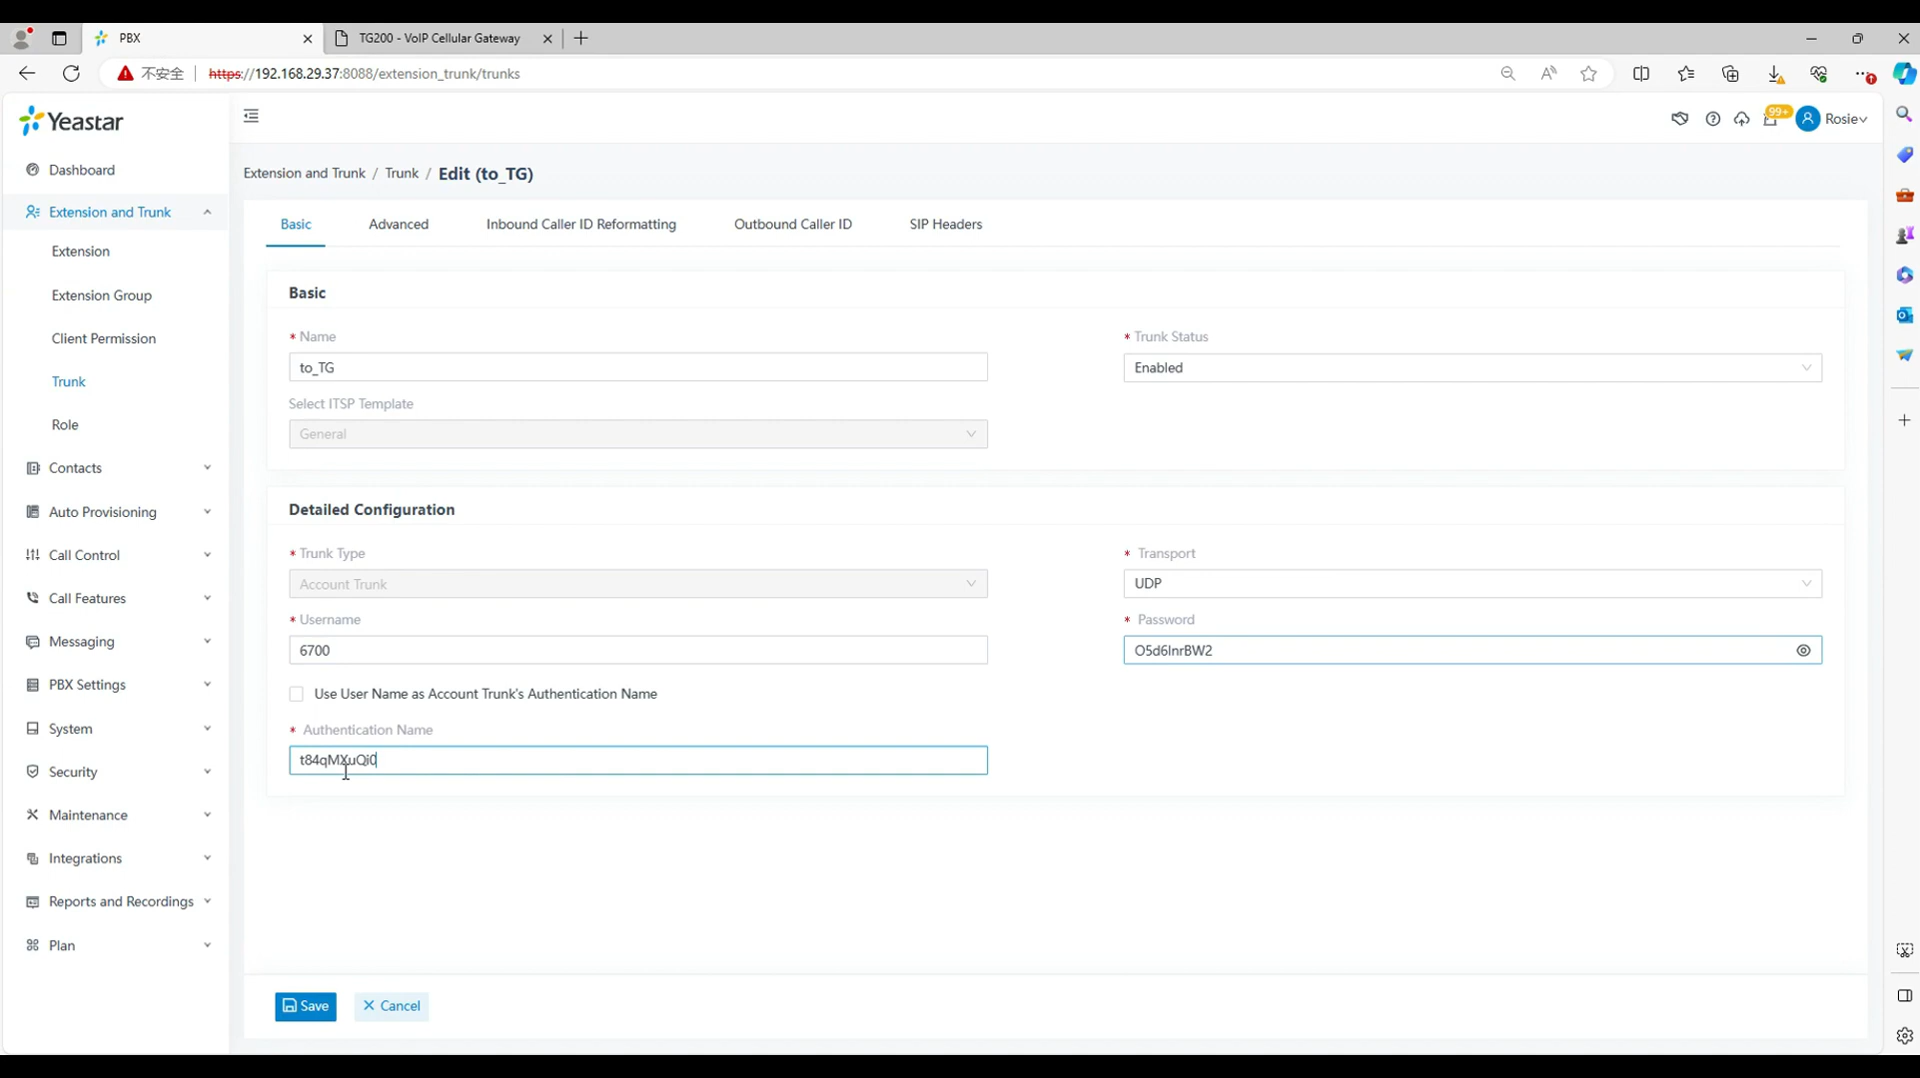 PBX
TG200 - VoIP Cellular Gateway
不安全
https://192.168.29.37:8088/extension_trunk/trunks
Yeastar
99+
Rosie
Dashboard
Extension and Trunk
Extension
Extension Group
Client Permission
Trunk
Role
Contacts
Auto Provisioning
Call Control
Call Features
Messaging
PBX Settings
System
Security
Maintenance
Integrations
Reports and Recordings
Plan
Extension and Trunk / Trunk / Edit (to_TG)
Basic Advanced Inbound Caller ID Reformatting Outbound Caller ID SIP Headers
Basic
* Name
to_TG
* Trunk Status
Enabled
Select ITSP Template
General
Detailed Configuration
* Trunk Type
Account Trunk
* Transport
UDP
* Username
6700
* Password
O5d6InrBW2
Use User Name as Account Trunk's Authentication Name
* Authentication Name
t84qMXuQi0
Save
Cancel